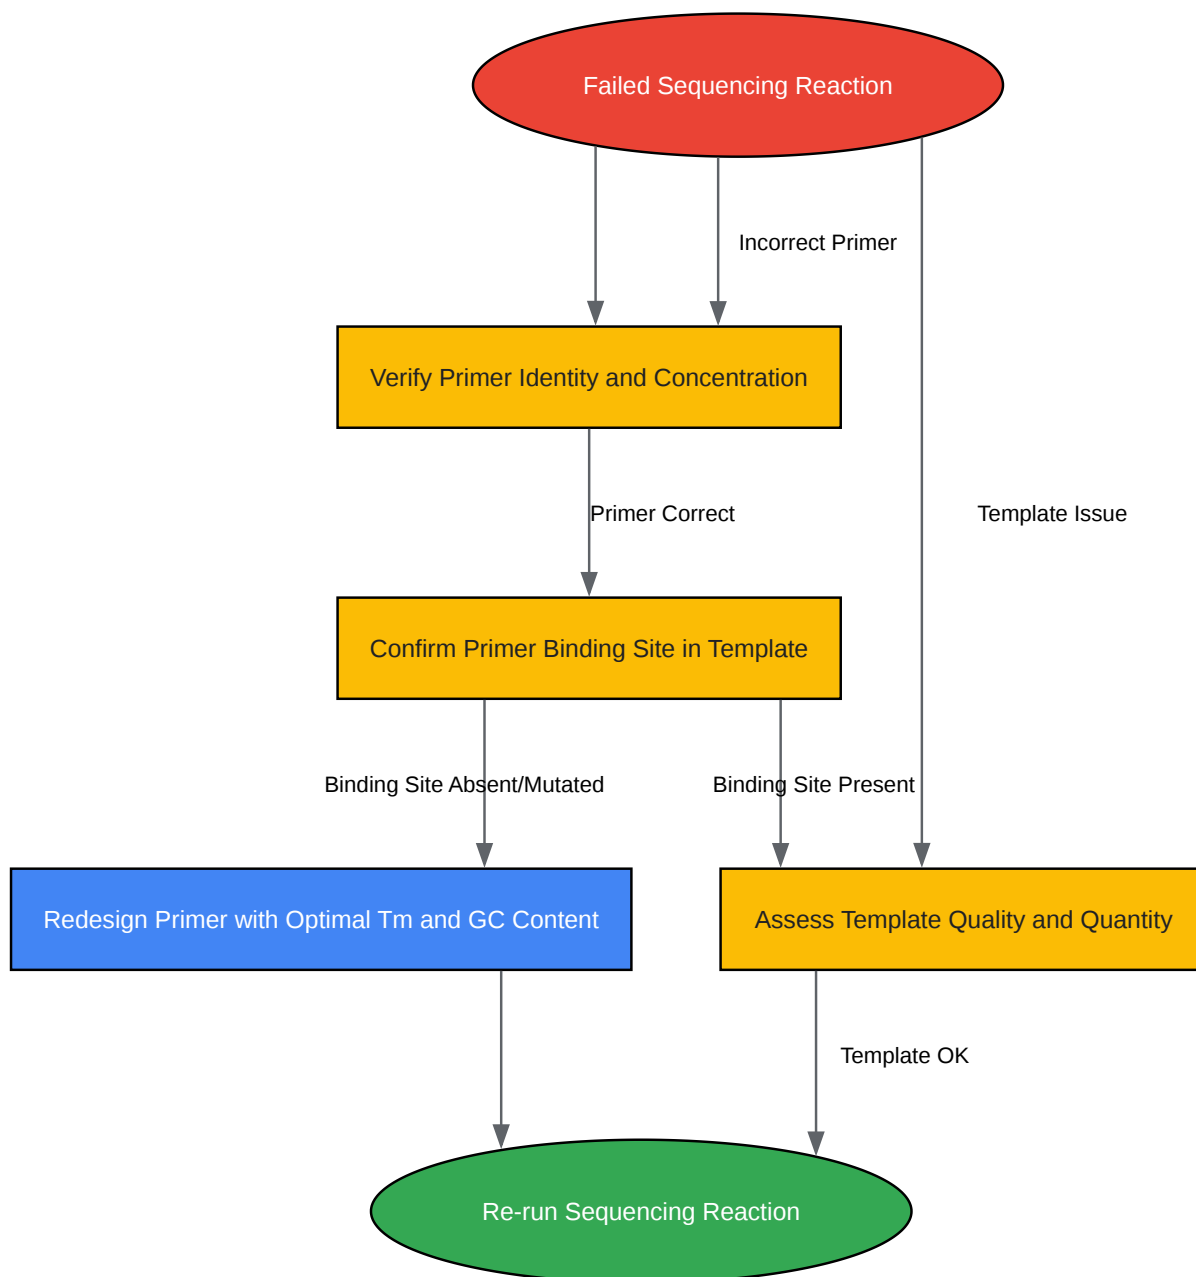 Failed Sequencing Reaction
Incorrect Primer
Verify Primer Identity and Concentration
Primer Correct
Template Issue
Confirm Primer Binding Site in Template
Binding Site Absent/Mutated
Binding Site Present
Redesign Primer with Optimal Tm and GC Content
Assess Template Quality and Quantity
Template OK
Re-run Sequencing Reaction